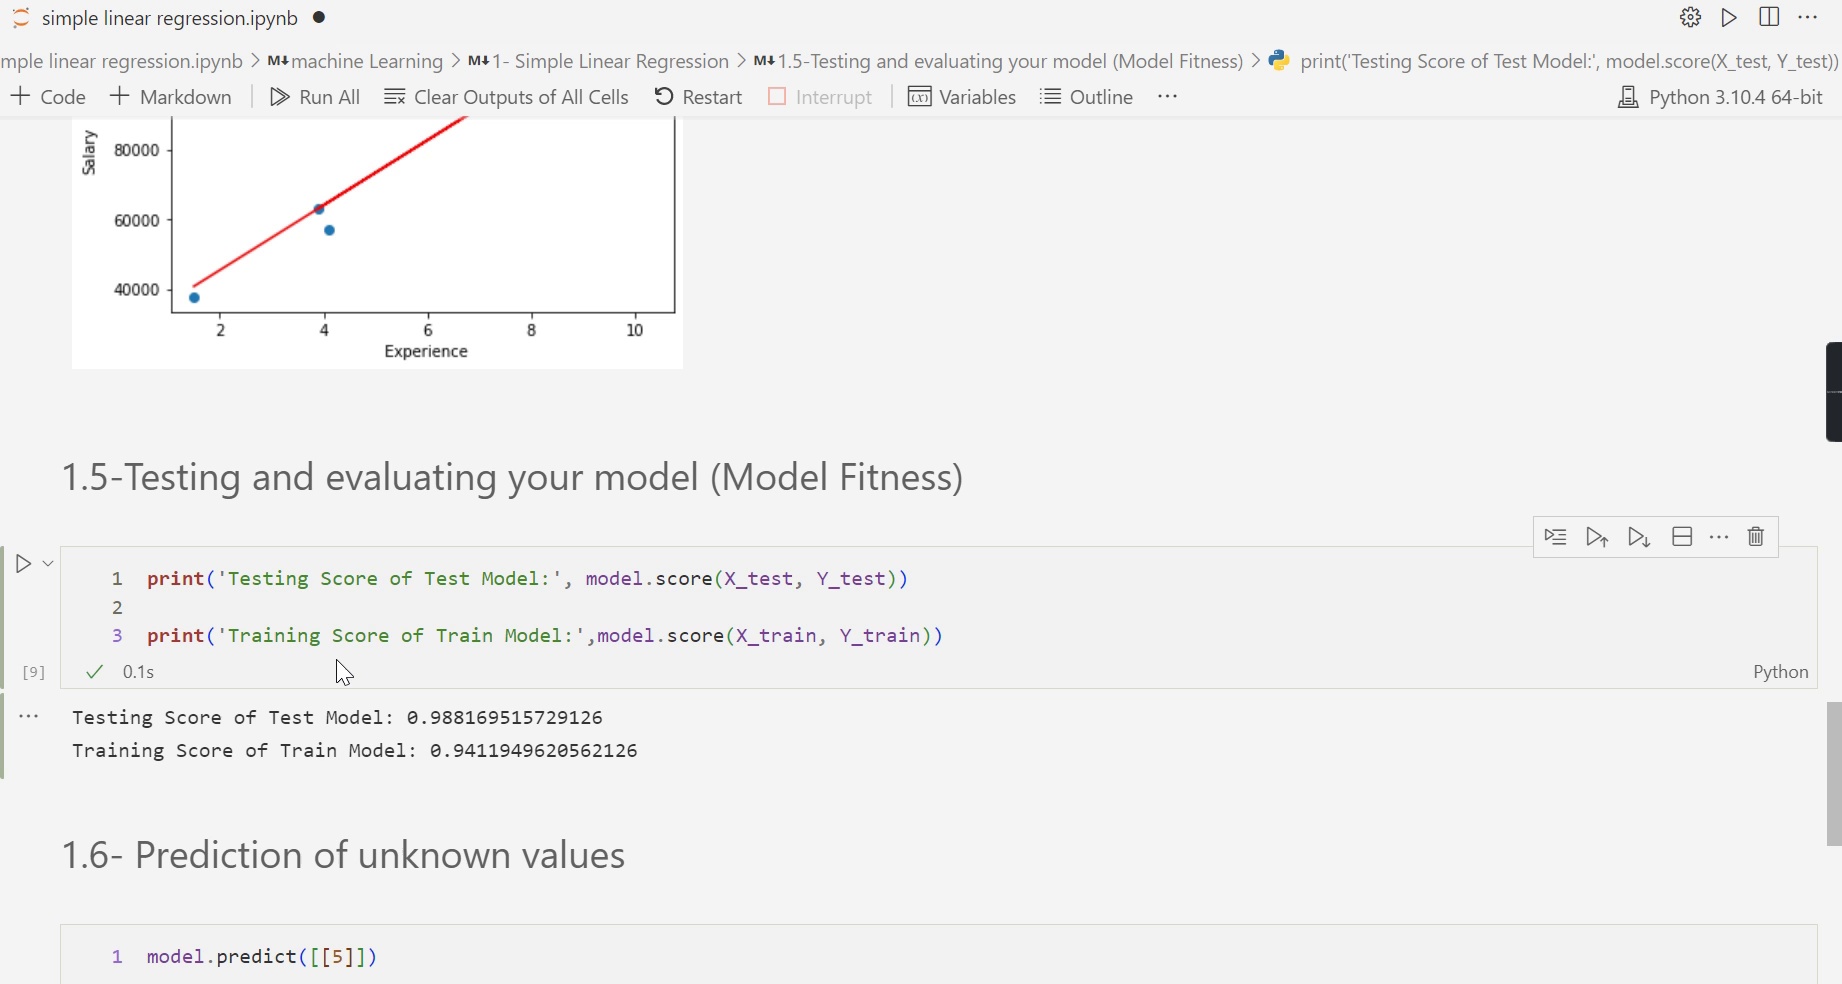 simple linear regression.ipynb
mple linear regression.ipynb > M↓ machine Learning > M↓ 1- Simple Linear Regression > M↓ 1.5-Testing and evaluating your model (Model Fitness) > print('Testing Score of Test Model:', model.score(X_test, Y_test))
+ Code + Markdown Run All Clear Outputs of All Cells Restart Interrupt Variables Outline ... Python 3.10.4 64-bit
Salary
80000
60000
40000
2 4 6 8 10
Experience
1.5-Testing and evaluating your model (Model Fitness)
1 print('Testing Score of Test Model:', model.score(X_test, Y_test))
2
3 print('Training Score of Train Model:',model.score(X_train, Y_train))
[9] 0.1s Python
Testing Score of Test Model: 0.988169515729126
Training Score of Train Model: 0.9411949620562126
1.6- Prediction of unknown values
1 model.predict([[5]])